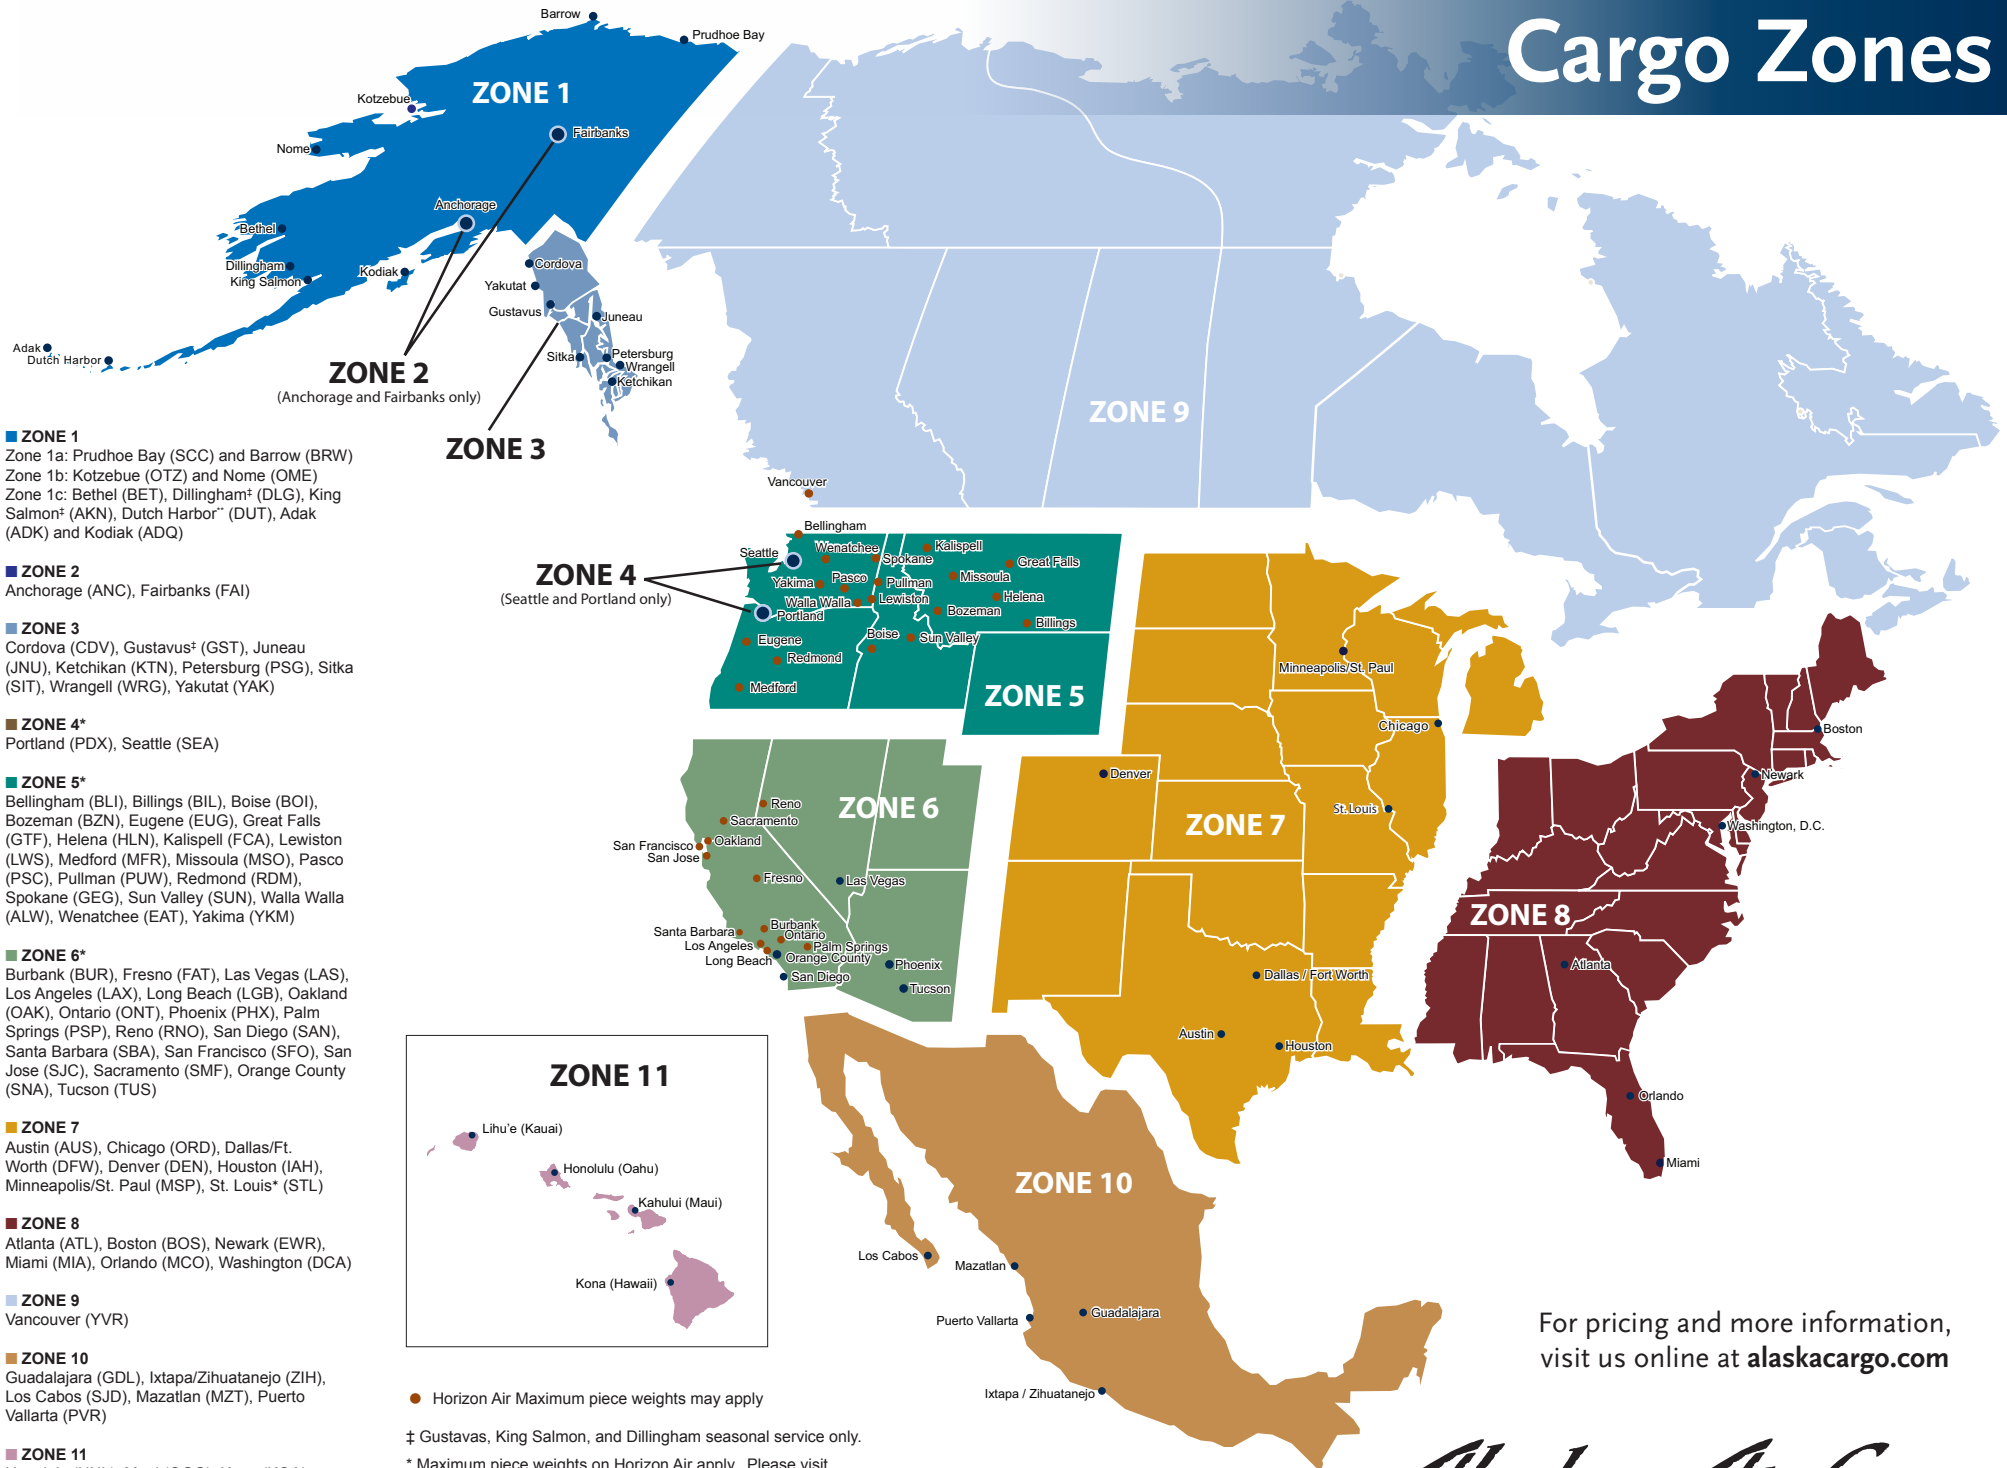 Cargo Zones
Barrow
Prudhoe Bay
ZONE 1
Kotzebue
Fairbanks
Nome
Anchorage
Bethel
Dillingham
King Salmon
Kodiak
Adak
Dutch Harbor
ZONE 2
(Anchorage and Fairbanks only)
Cordova
Yakutat
Gustavus
Juneau
Sitka
Petersburg
Wrangell
Ketchikan
ZONE 3
ZONE 9
Vancouver
ZONE 1
Zone 1a: Prudhoe Bay (SCC) and Barrow (BRW)
Zone 1b: Kotzebue (OTZ) and Nome (OME)
Zone 1c: Bethel (BET), Dillingham‡ (DLG), King
Salmon‡ (AKN), Dutch Harbor** (DUT), Adak
(ADK) and Kodiak (ADQ)
ZONE 2
Anchorage (ANC), Fairbanks (FAI)
ZONE 3
Cordova (CDV), Gustavus‡ (GST), Juneau
(JNU), Ketchikan (KTN), Petersburg (PSG), Sitka
(SIT), Wrangell (WRG), Yakutat (YAK)
ZONE 4*
Portland (PDX), Seattle (SEA)
ZONE 5*
Bellingham (BLI), Billings (BIL), Boise (BOI),
Bozeman (BZN), Eugene (EUG), Great Falls
(GTF), Helena (HLN), Kalispell (FCA), Lewiston
(LWS), Medford (MFR), Missoula (MSO), Pasco
(PSC), Pullman (PUW), Redmond (RDM),
Spokane (GEG), Sun Valley (SUN), Walla Walla
(ALW), Wenatchee (EAT), Yakima (YKM)
ZONE 6*
Burbank (BUR), Fresno (FAT), Las Vegas (LAS),
Los Angeles (LAX), Long Beach (LGB), Oakland
(OAK), Ontario (ONT), Phoenix (PHX), Palm
Springs (PSP), Reno (RNO), San Diego (SAN),
Santa Barbara (SBA), San Francisco (SFO), San
Jose (SJC), Sacramento (SMF), Orange County
(SNA), Tucson (TUS)
ZONE 7
Austin (AUS), Chicago (ORD), Dallas/Ft.
Worth (DFW), Denver (DEN), Houston (IAH),
Minneapolis/St. Paul (MSP), St. Louis* (STL)
ZONE 8
Atlanta (ATL), Boston (BOS), Newark (EWR),
Miami (MIA), Orlando (MCO), Washington (DCA)
ZONE 9
Vancouver (YVR)
ZONE 10
Guadalajara (GDL), Ixtapa/Zihuatanejo (ZIH),
Los Cabos (SJD), Mazatlan (MZT), Puerto
Vallarta (PVR)
ZONE 11
ZONE 4
(Seattle and Portland only)
Bellingham
Seattle
Wenatchee
Spokane
Kalispell
Great Falls
Yakima
Pasco
Pullman
Missoula
Walla Walla
Lewiston
Helena
Portland
Bozeman
Billings
Eugene
Boise
Sun Valley
Redmond
Medford
ZONE 5
Reno
Sacramento
ZONE 6
San Francisco
Oakland
San Jose
Fresno
Las Vegas
Santa Barbara
Burbank
Ontario
Los Angeles
Palm Springs
Long Beach
Orange County
San Diego
Phoenix
Tucson
Minneapolis/St. Paul
Chicago
Denver
St. Louis
ZONE 7
Dallas / Fort Worth
Austin
Houston
Boston
Newark
Washington, D.C.
ZONE 8
Atlanta
Orlando
Miami
ZONE 11
Lihu'e (Kauai)
Honolulu (Oahu)
Kahului (Maui)
Kona (Hawaii)
ZONE 10
Los Cabos
Mazatlan
Puerto Vallarta
Guadalajara
Ixtapa / Zihuatanejo
Horizon Air Maximum piece weights may apply
‡ Gustavas, King Salmon, and Dillingham seasonal service only.
* Maximum piece weights on Horizon Air apply. Please visit
For pricing and more information,
visit us online at alaskacargo.com